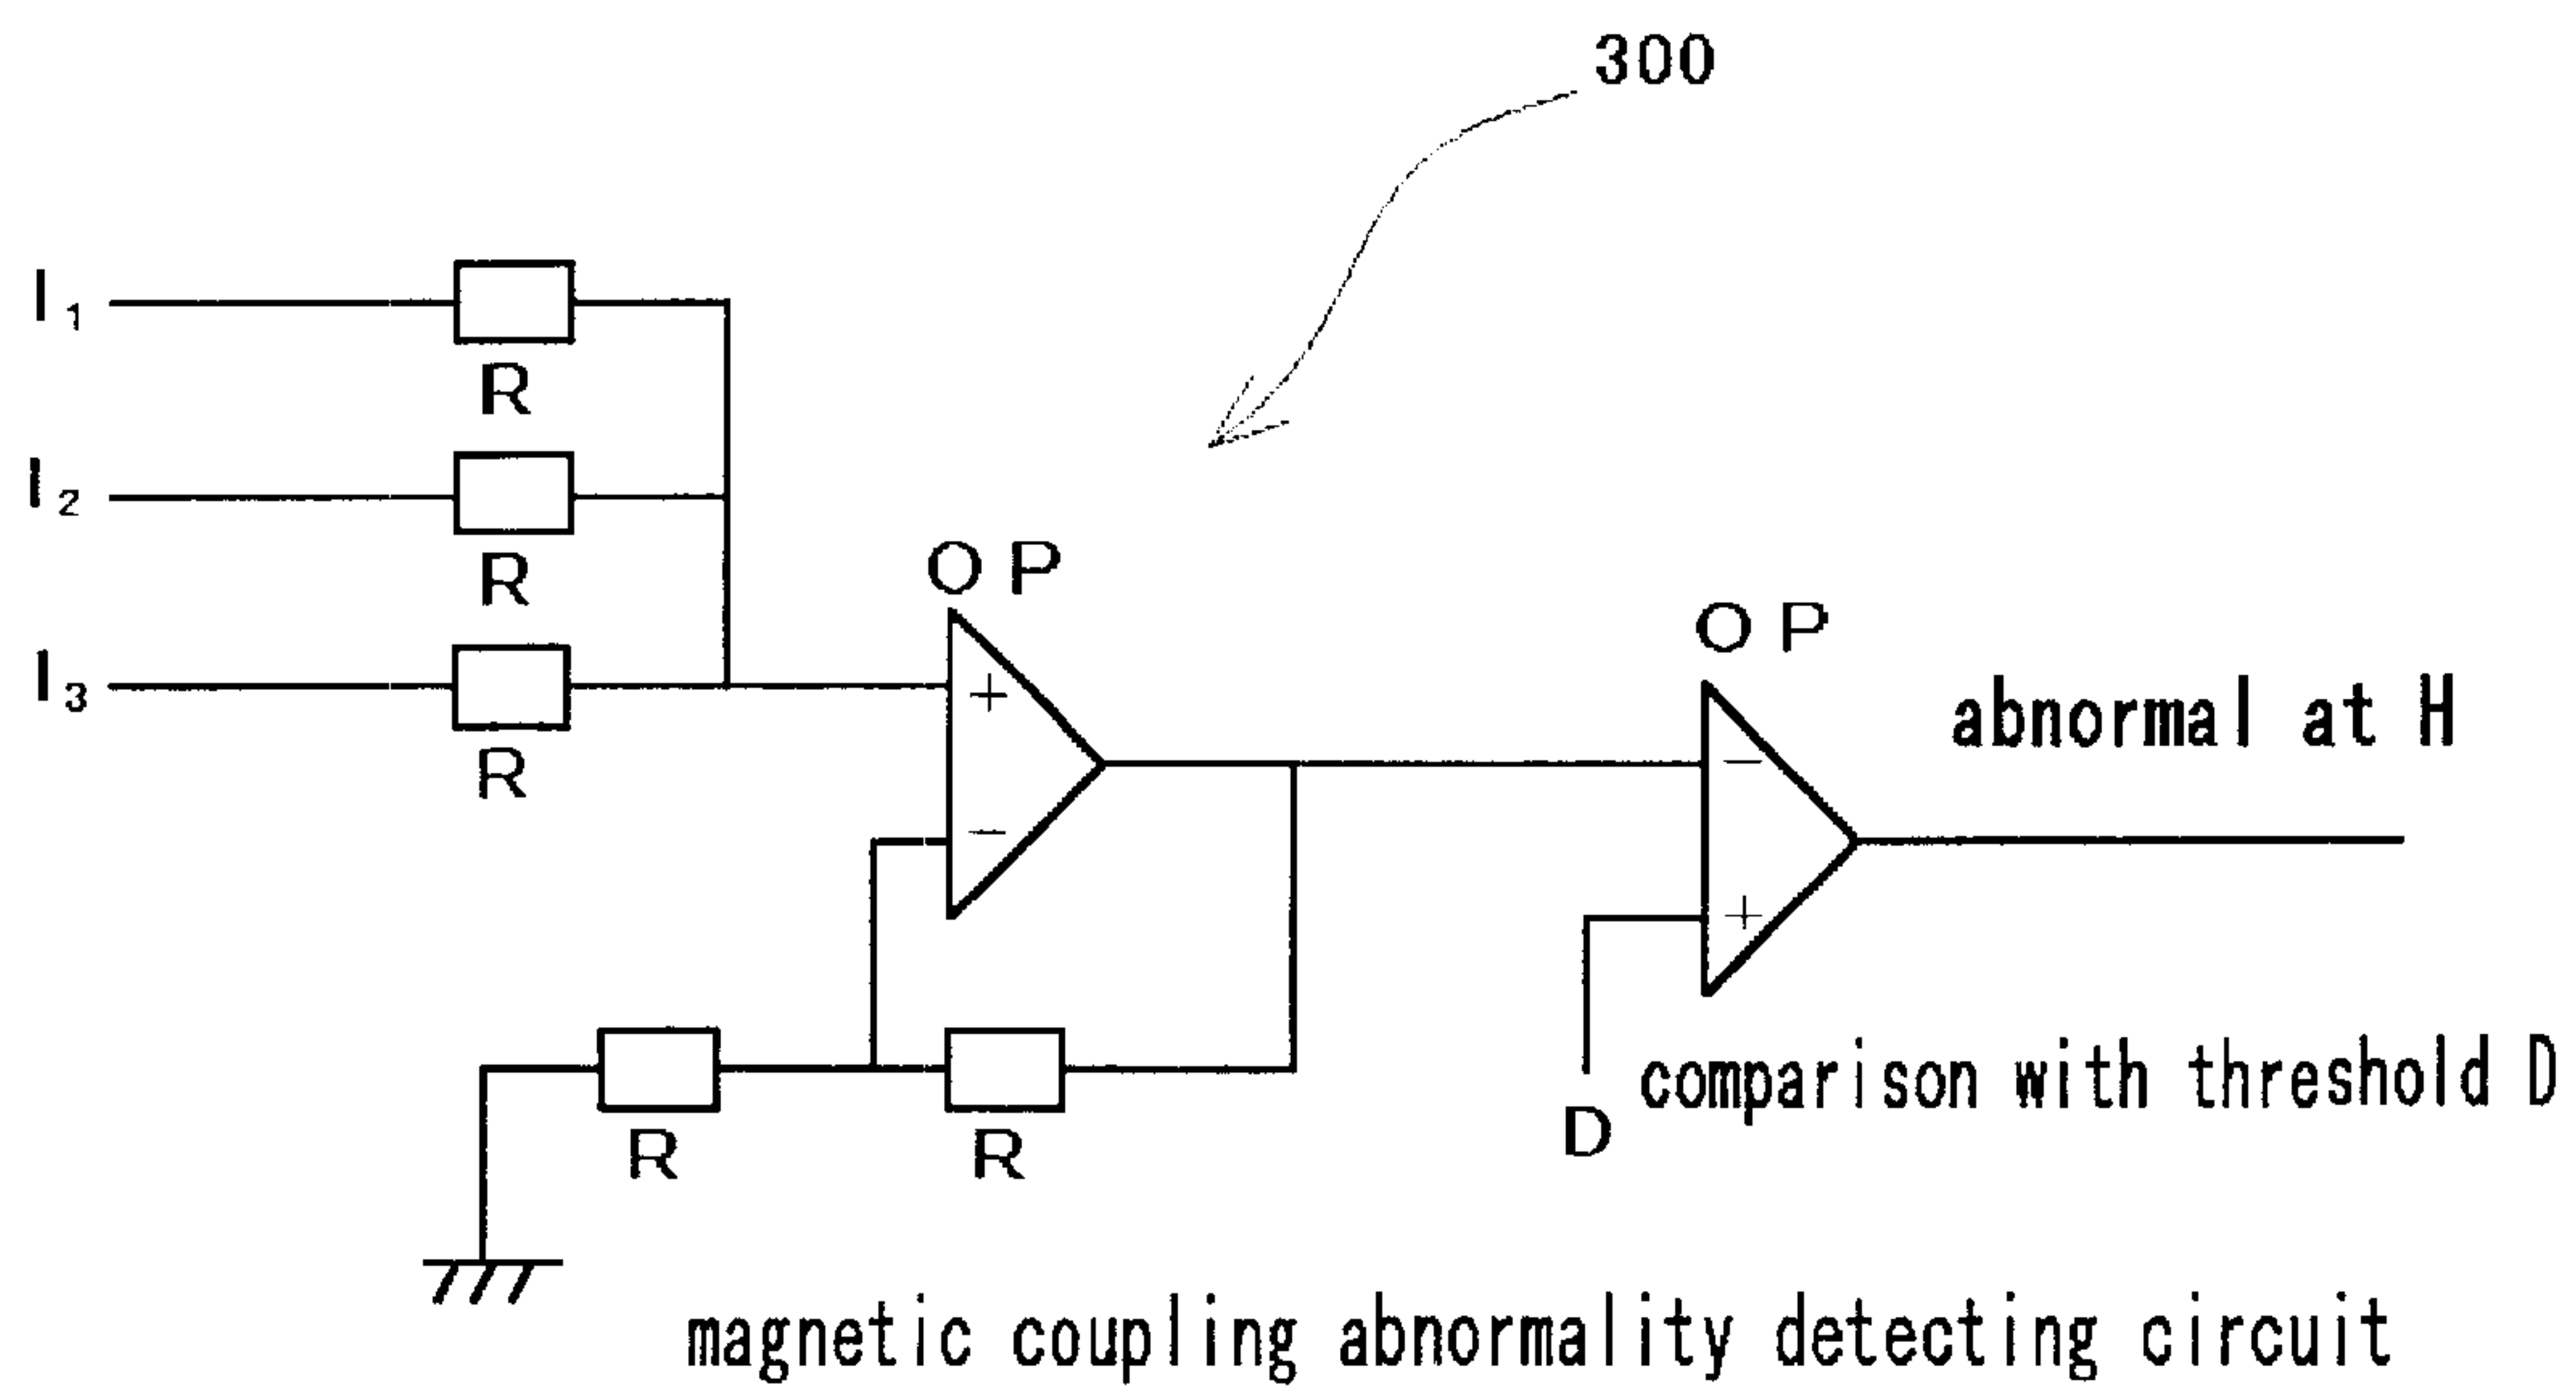 300
I1
R
I2
R
OP
OP
I3
abnormal at H
+
−
R
−
+
comparison with threshold D
D
R
R
magnetic coupling abnormality detecting circuit